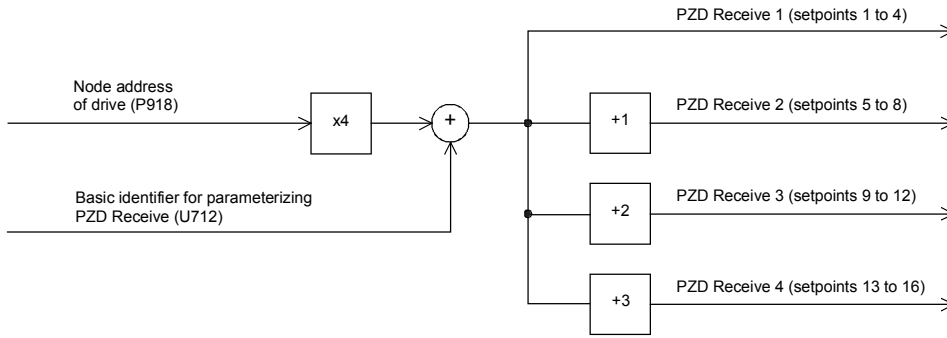 PZD Receive 1 (setpoints 1 to 4)
Node address
of drive (P918)
x4
+
+1
PZD Receive 2 (setpoints 5 to 8)
Basic identifier for parameterizing
PZD Receive (U712)
+2
PZD Receive 3 (setpoints 9 to 12)
+3
PZD Receive 4 (setpoints 13 to 16)